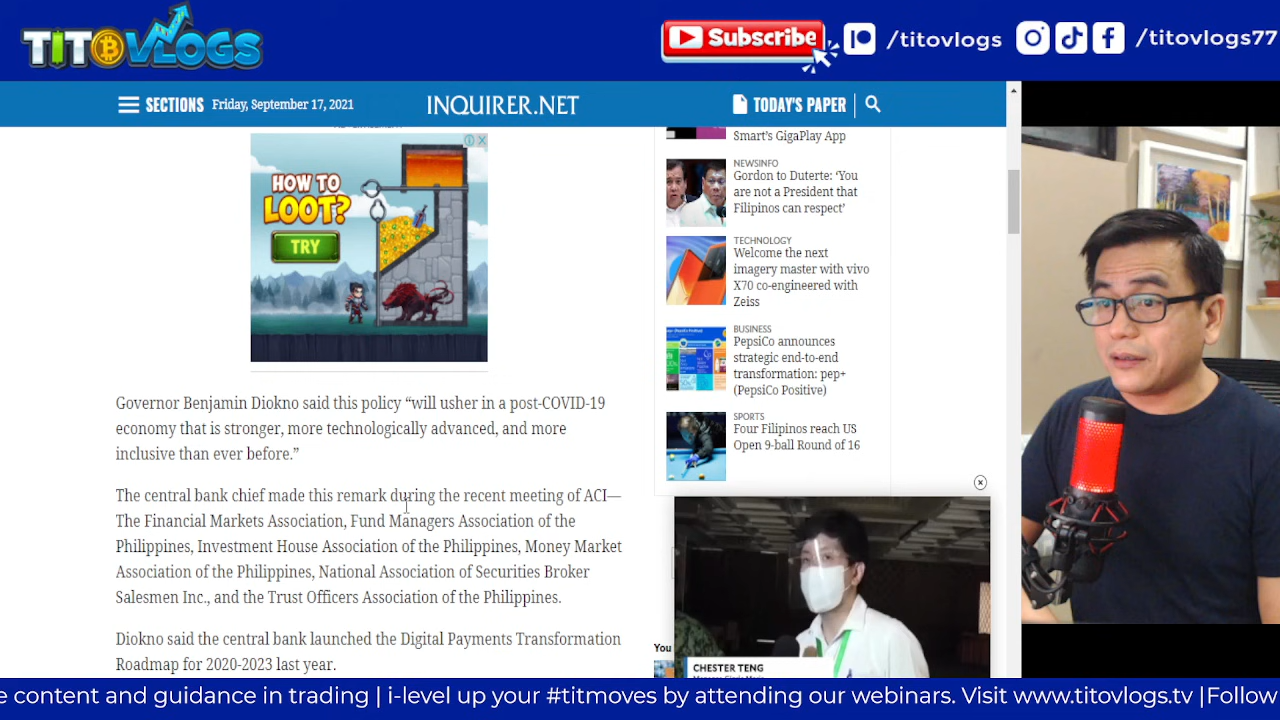 TITOVLOGS
Subscribe
/titovlogs
/titovlogs77
SECTIONS
Friday, September 17, 2021
INQUIRER.NET
TODAY'S PAPER
HOW TO
LOOT?
TRY
Smart's GigaPlay App
NEWSINFO
Gordon to Duterte: ‘You
are not a President that
Filipinos can respect’
TECHNOLOGY
Welcome the next
imagery master with vivo
X70 co-engineered with
Zeiss
BUSINESS
PepsiCo announces
strategic end-to-end
transformation: pep+
(PepsiCo Positive)
SPORTS
Four Filipinos reach US
Open 9-ball Round of 16
Governor Benjamin Diokno said this policy “will usher in a post-COVID-19
economy that is stronger, more technologically advanced, and more
inclusive than ever before.”
The central bank chief made this remark during the recent meeting of ACI—
The Financial Markets Association, Fund Managers Association of the
Philippines, Investment House Association of the Philippines, Money Market
Association of the Philippines, National Association of Securities Broker
Salesmen Inc., and the Trust Officers Association of the Philippines.
Diokno said the central bank launched the Digital Payments Transformation
Roadmap for 2020-2023 last year.
You
CHESTER TENG
e content and guidance in trading | i-level up your #titmoves by attending our webinars. Visit www.titovlogs.tv |Follow